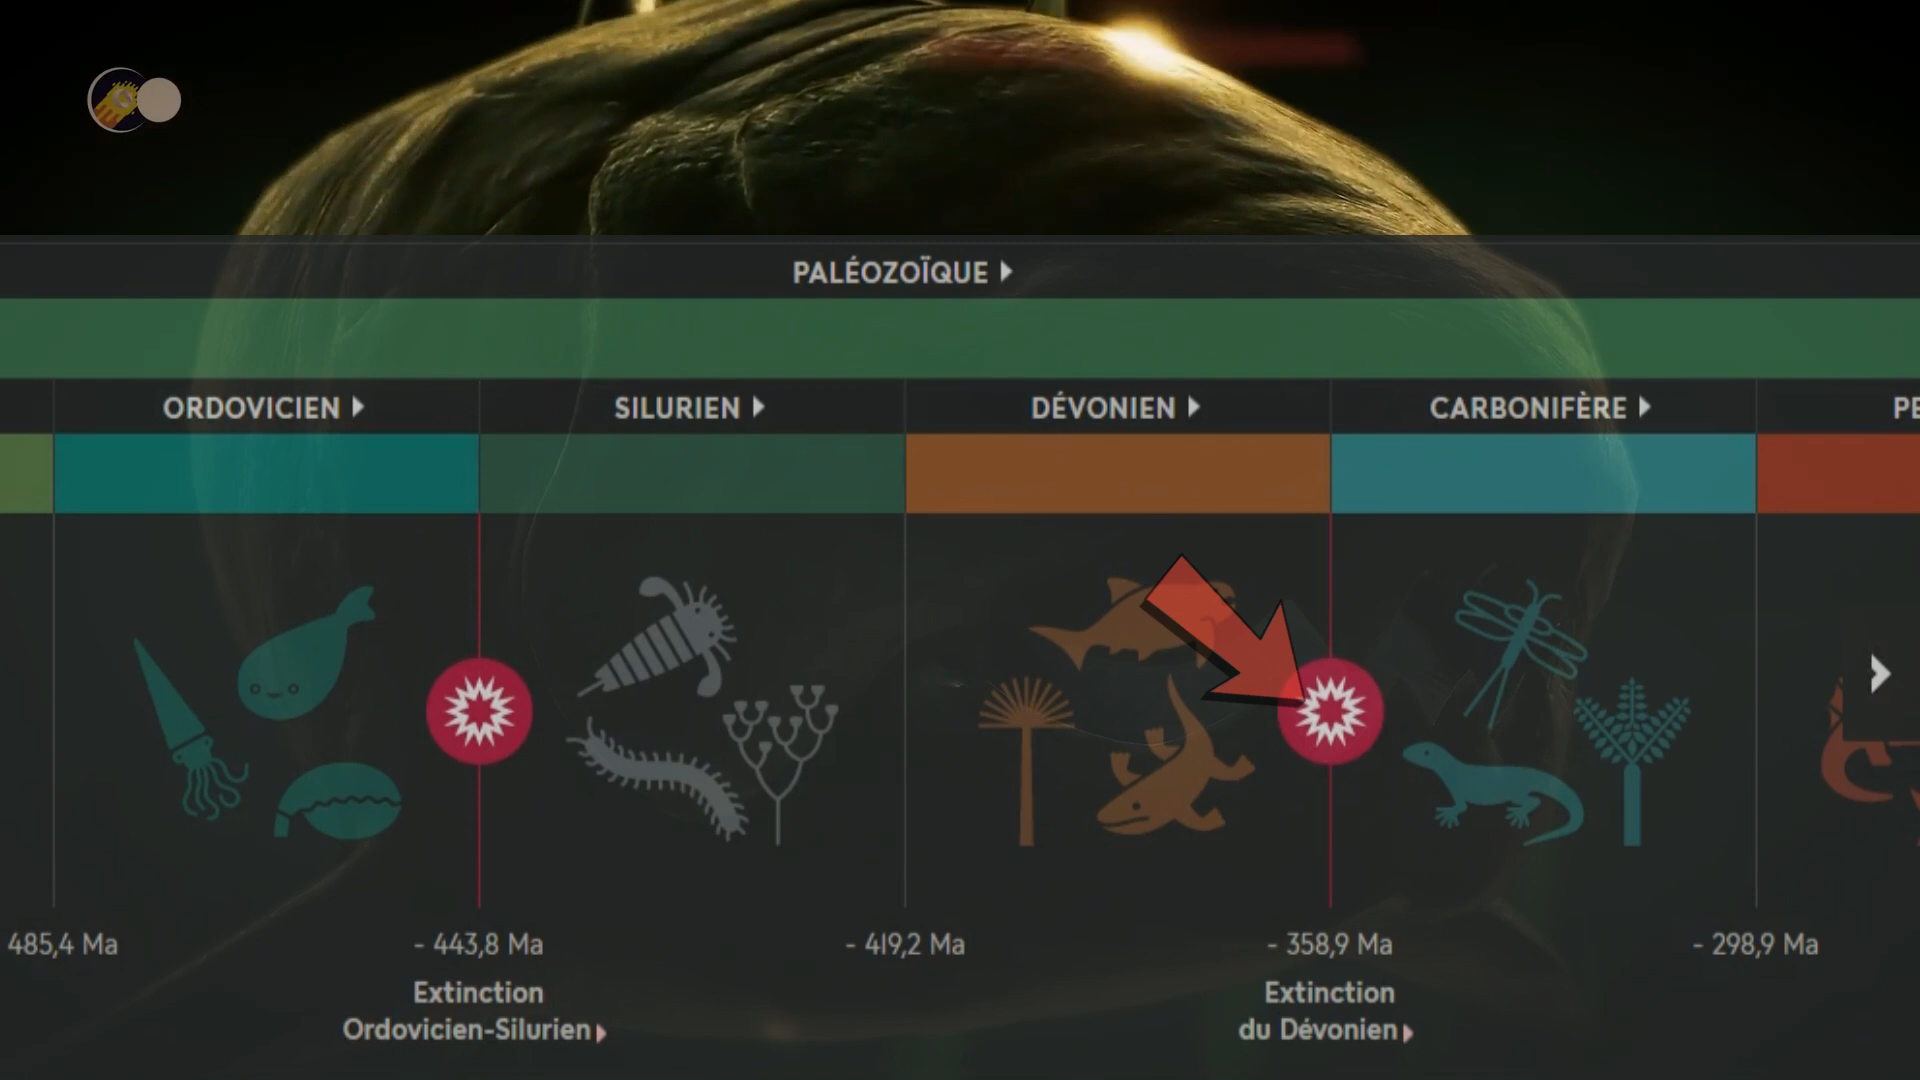 PALÉOZOÏQUE
ORDOVICIEN
SILURIEN
DÉVONIEN
CARBONIFÈRE
PE
485,4 Ma
- 443,8 Ma
- 419,2 Ma
- 358,9 Ma
- 298,9 Ma
Extinction
Ordovicien-Silurien
Extinction
du Dévonien